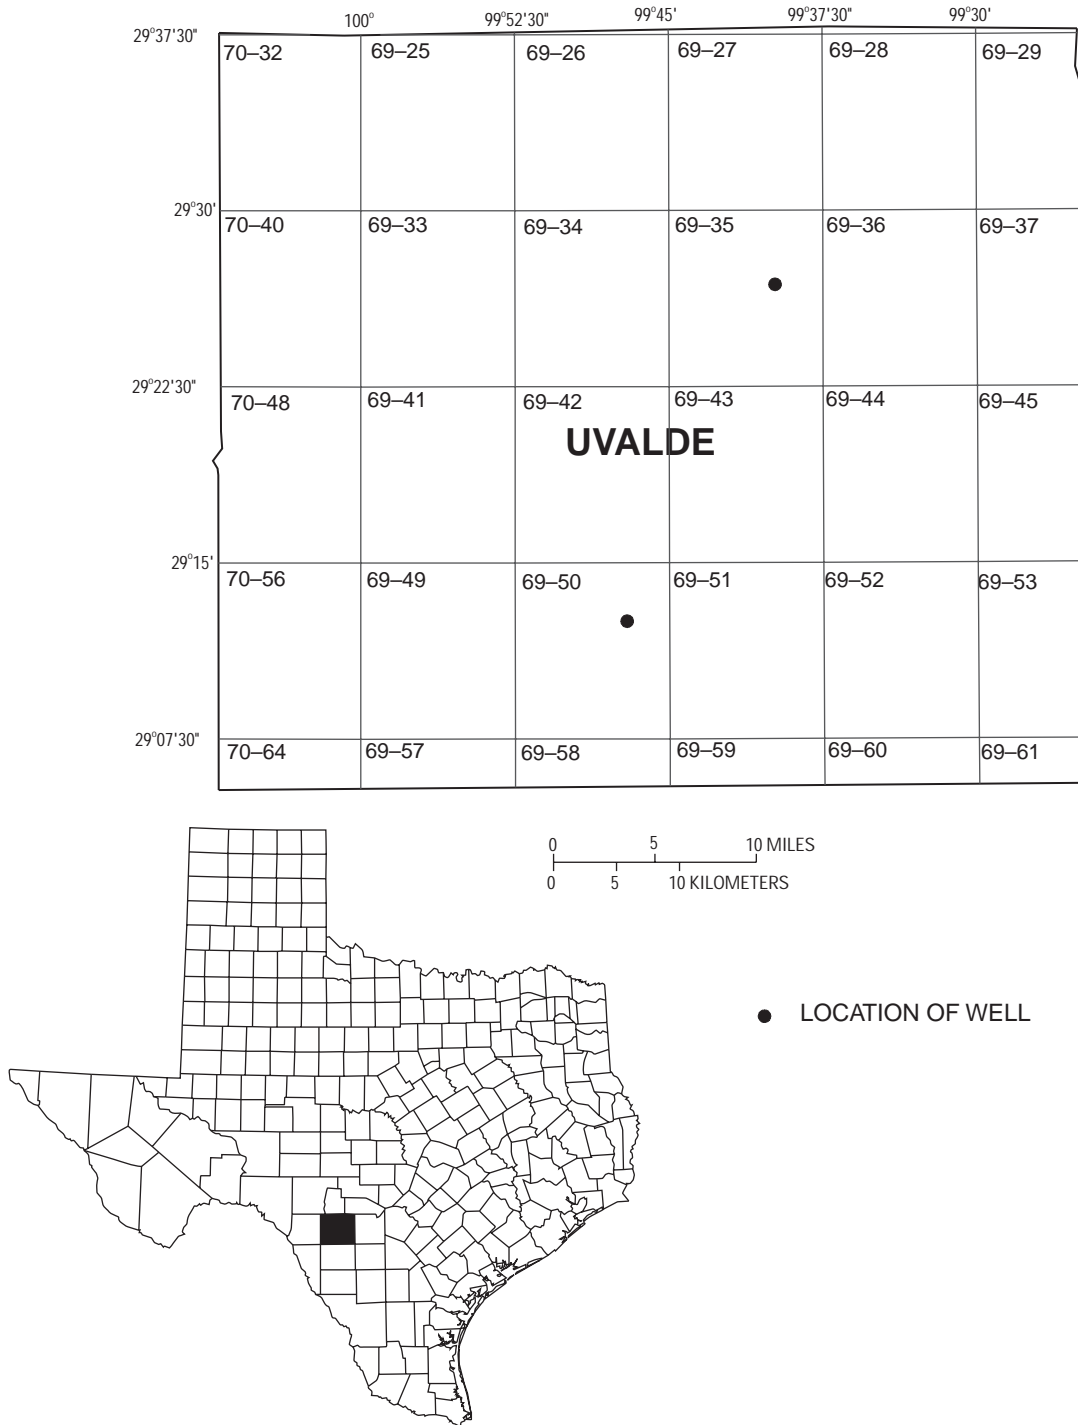 100° 99°52'30" 99°45' 99°37'30" 99°30'
29°37'30"
70–32 69–25 69–26 69–27 69–28 69–29
29°30'
70–40 69–33 69–34 69–35 69–36 69–37
29°22'30"
70–48 69–41 69–42 69–43 69–44 69–45
UVALDE
29°15'
70–56 69–49 69–50 69–51 69–52 69–53
29°07'30"
70–64 69–57 69–58 69–59 69–60 69–61
0 5 10 MILES
0 5 10 KILOMETERS
LOCATION OF WELL